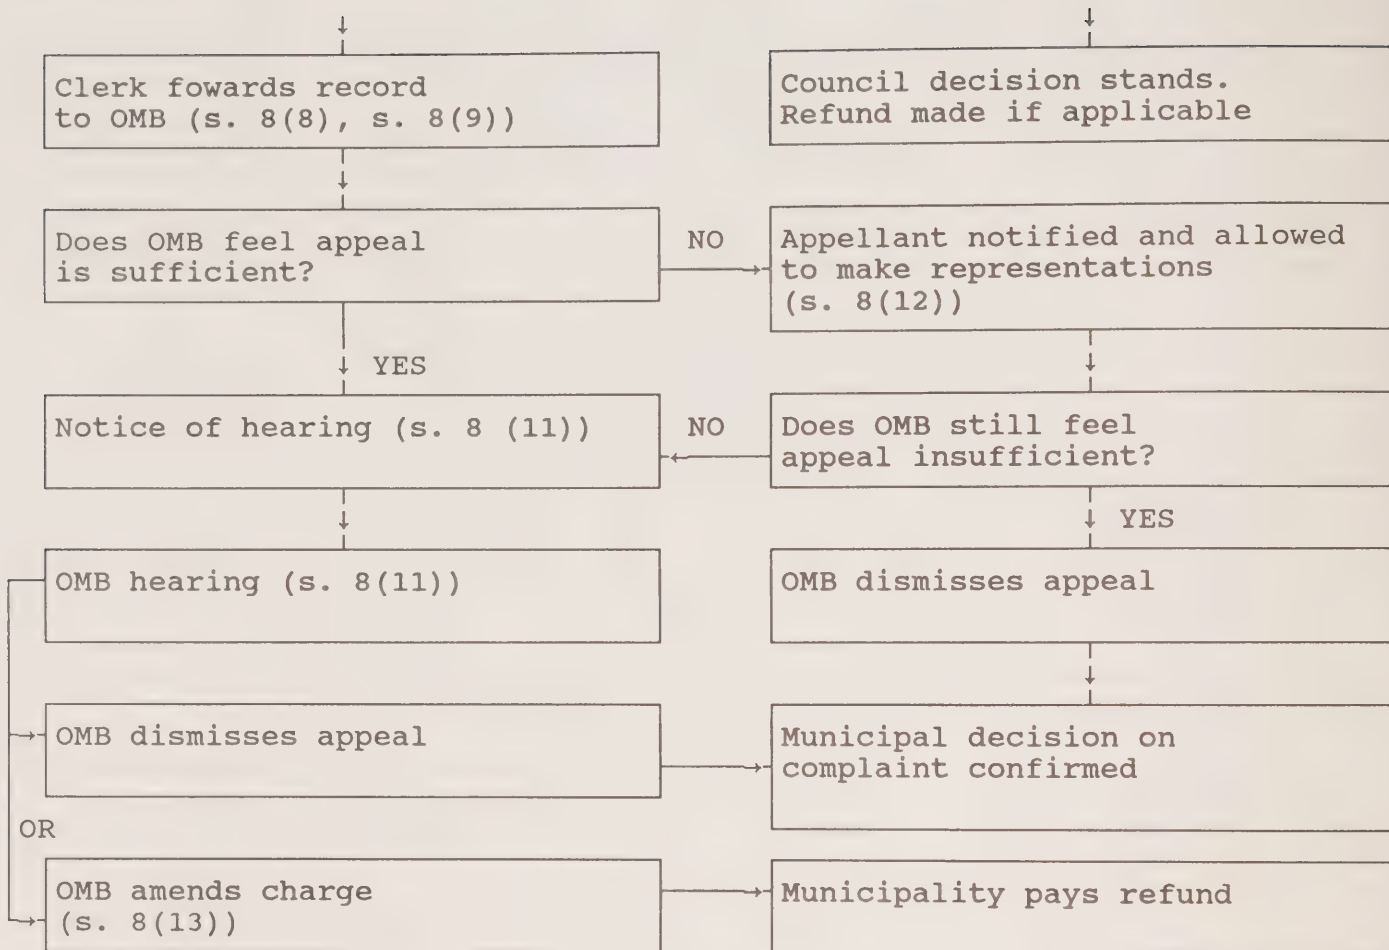 Clerk fowards record
to OMB (s. 8(8), s. 8(9))
Council decision stands.
Refund made if applicable
Does OMB feel appeal
is sufficient?
NO
Appellant notified and allowed
to make representations
(s. 8(12))
YES
Notice of hearing (s. 8 (11))
NO
Does OMB still feel
appeal insufficient?
YES
OMB hearing (s. 8(11))
OMB dismisses appeal
OMB dismisses appeal
Municipal decision on
complaint confirmed
OR
OMB amends charge
(s. 8(13))
Municipality pays refund